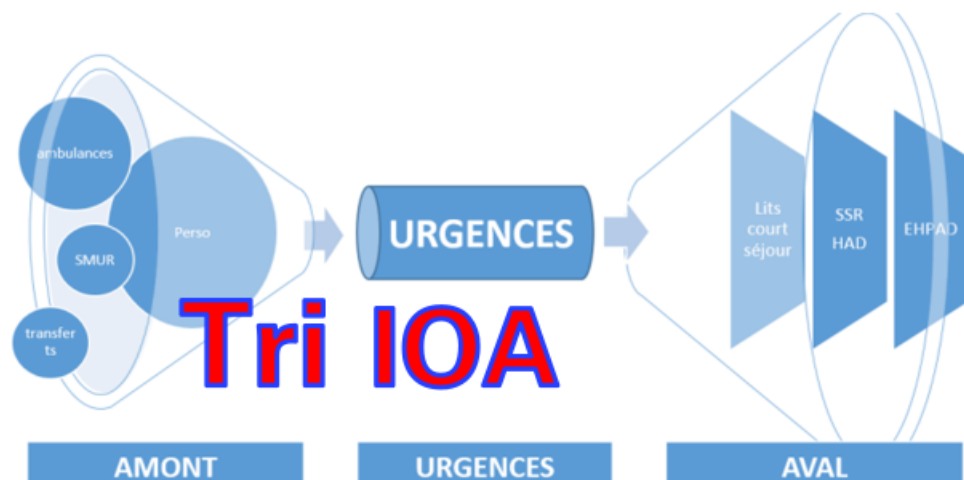 ambulances
Perso
SMUR
transfer
ts
URGENCES
Lits
court
séjour
SSR
HAD
EHPAD
Tri IOA
AMONT
URGENCES
AVAL